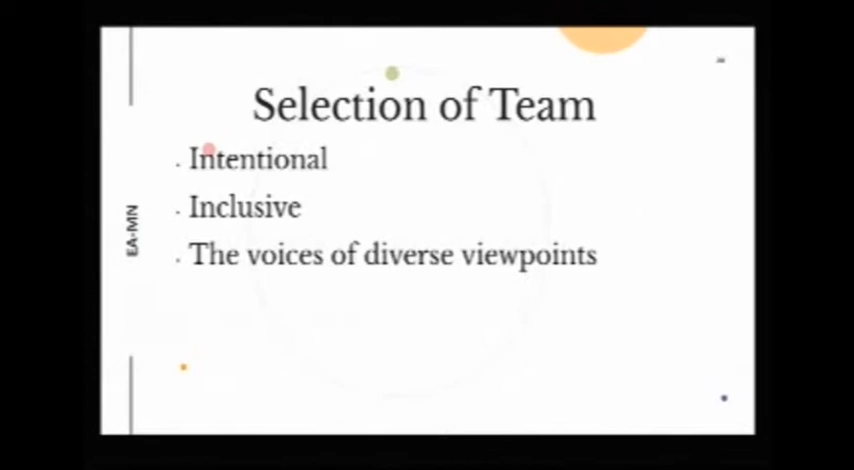 Selection of Team
. Intentional
. Inclusive
. The voices of diverse viewpoints
EA-MN